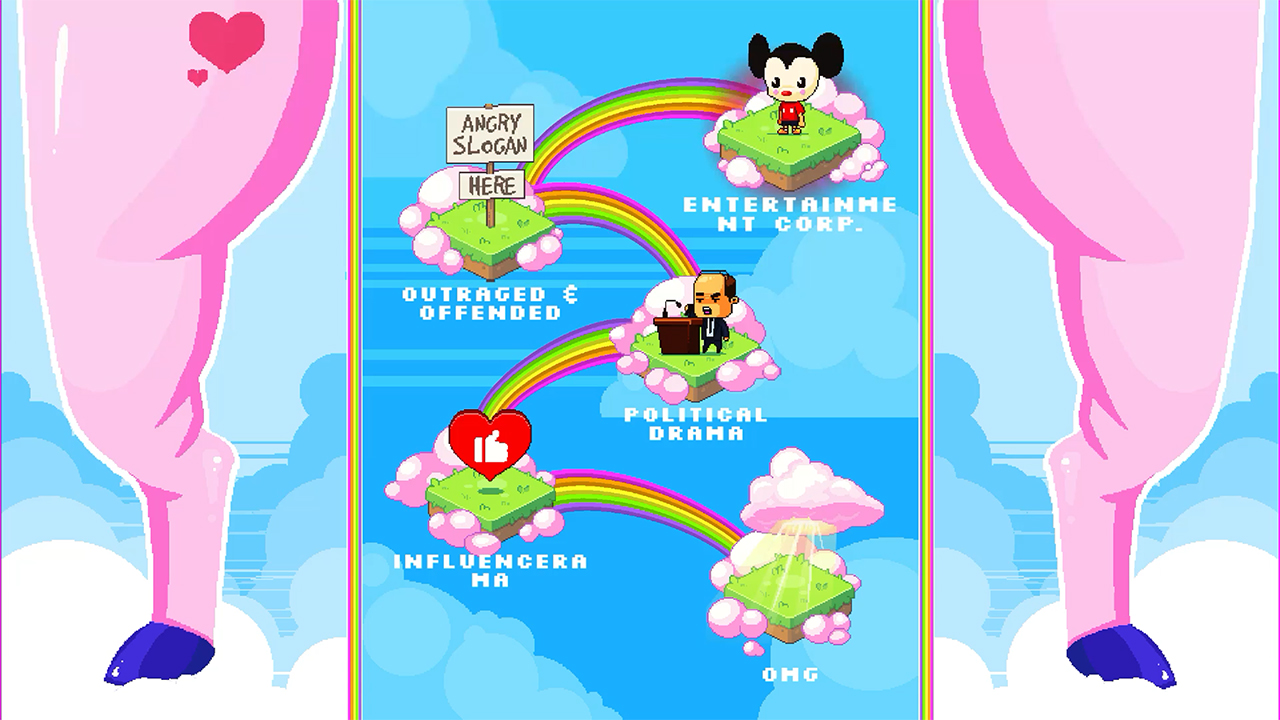 ANGRY
SLOGAN
HERE
ENTERTAINME
NT CORP.
OUTRAGED &
OFFENDED
POLITICAL
DRAMA
INFLUENCERA
MA
OMG